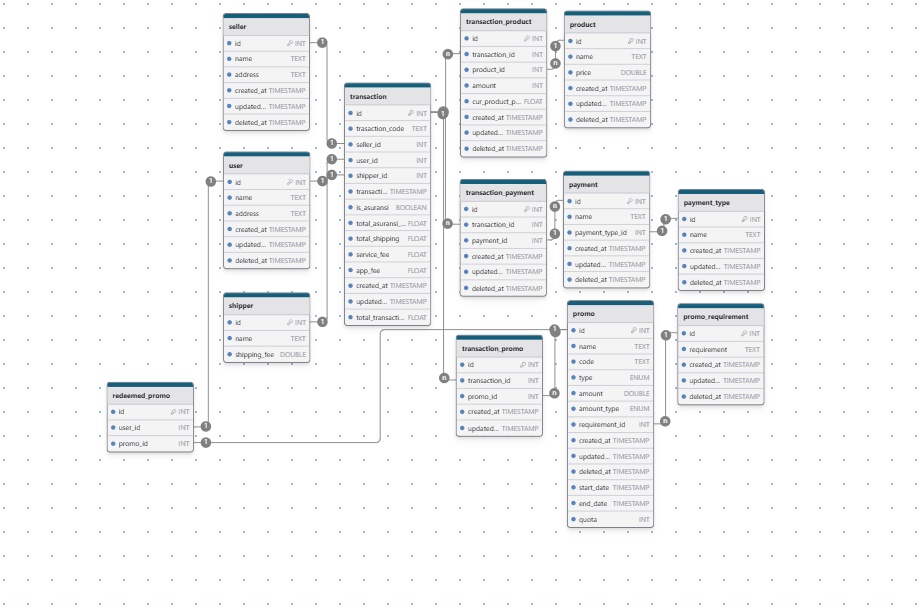 seller
id INT
name TEXT
address TEXT
created_at TIMESTAMP
updated... TIMESTAMP
deleted_at TIMESTAMP
1
user
id INT
name TEXT
address TEXT
created_at TIMESTAMP
updated... TIMESTAMP
deleted_at TIMESTAMP
1
1
shipper
id INT
name TEXT
shipping_fee DOUBLE
1
redeemed_promo
id INT
user_id INT
promo_id INT
1
1
transaction
id INT
trasaction_code TEXT
seller_id INT
user_id INT
shipper_id INT
transacti... TIMESTAMP
is_asuransi BOOLEAN
total_asuransi_... FLOAT
total_shipping FLOAT
service_fee FLOAT
app_fee FLOAT
created_at TIMESTAMP
updated... TIMESTAMP
total_transacti... FLOAT
1
1
1
1
transaction_product
id INT
transaction_id INT
product_id INT
amount INT
cur_product_p... FLOAT
created_at TIMESTAMP
updated... TIMESTAMP
deleted_at TIMESTAMP
n
n
product
id INT
name TEXT
price DOUBLE
created_at TIMESTAMP
updated... TIMESTAMP
deleted_at TIMESTAMP
1
transaction_payment
id INT
transaction_id INT
payment_id INT
created_at TIMESTAMP
updated... TIMESTAMP
deleted_at TIMESTAMP
n
1
payment
id INT
name TEXT
payment_type_id INT
created_at TIMESTAMP
updated... TIMESTAMP
deleted_at TIMESTAMP
n
1
payment_type
id INT
name TEXT
created_at TIMESTAMP
updated... TIMESTAMP
deleted_at TIMESTAMP
1
transaction_promo
id INT
transaction_id INT
promo_id INT
created_at TIMESTAMP
updated... TIMESTAMP
n
n
promo
id INT
name TEXT
code TEXT
type ENUM
amount DOUBLE
amount_type ENUM
requirement_id INT
created_at TIMESTAMP
updated... TIMESTAMP
deleted_at TIMESTAMP
start_date TIMESTAMP
end_date TIMESTAMP
quota INT
1
n
promo_requirement
id INT
requirement TEXT
created_at TIMESTAMP
updated... TIMESTAMP
deleted_at TIMESTAMP
1